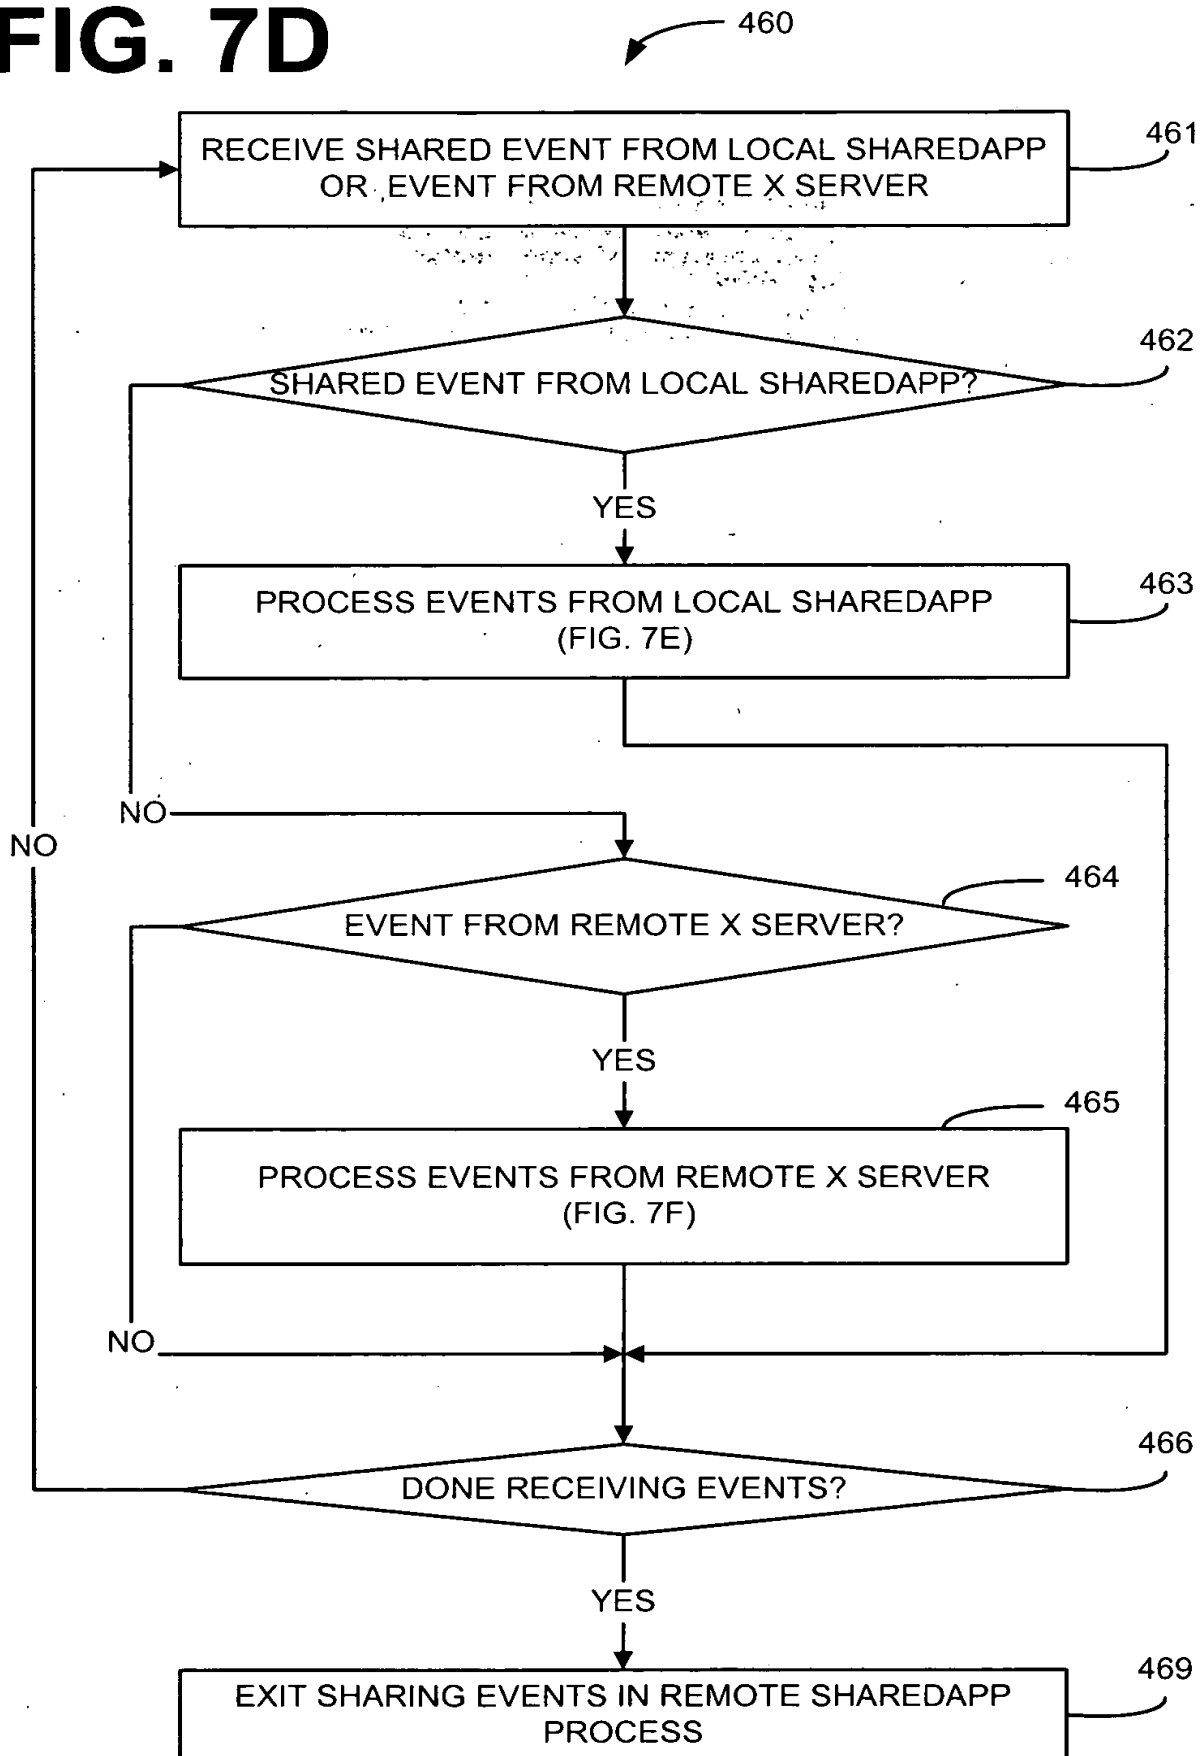 FIG. 7D
460
RECEIVE SHARED EVENT FROM LOCAL SHAREDAPP
OR EVENT FROM REMOTE X SERVER
461
SHARED EVENT FROM LOCAL SHAREDAPP?
462
YES
PROCESS EVENTS FROM LOCAL SHAREDAPP
(FIG. 7E)
463
NO
NO
EVENT FROM REMOTE X SERVER?
464
YES
PROCESS EVENTS FROM REMOTE X SERVER
(FIG. 7F)
465
NO
DONE RECEIVING EVENTS?
466
YES
EXIT SHARING EVENTS IN REMOTE SHAREDAPP
PROCESS
469